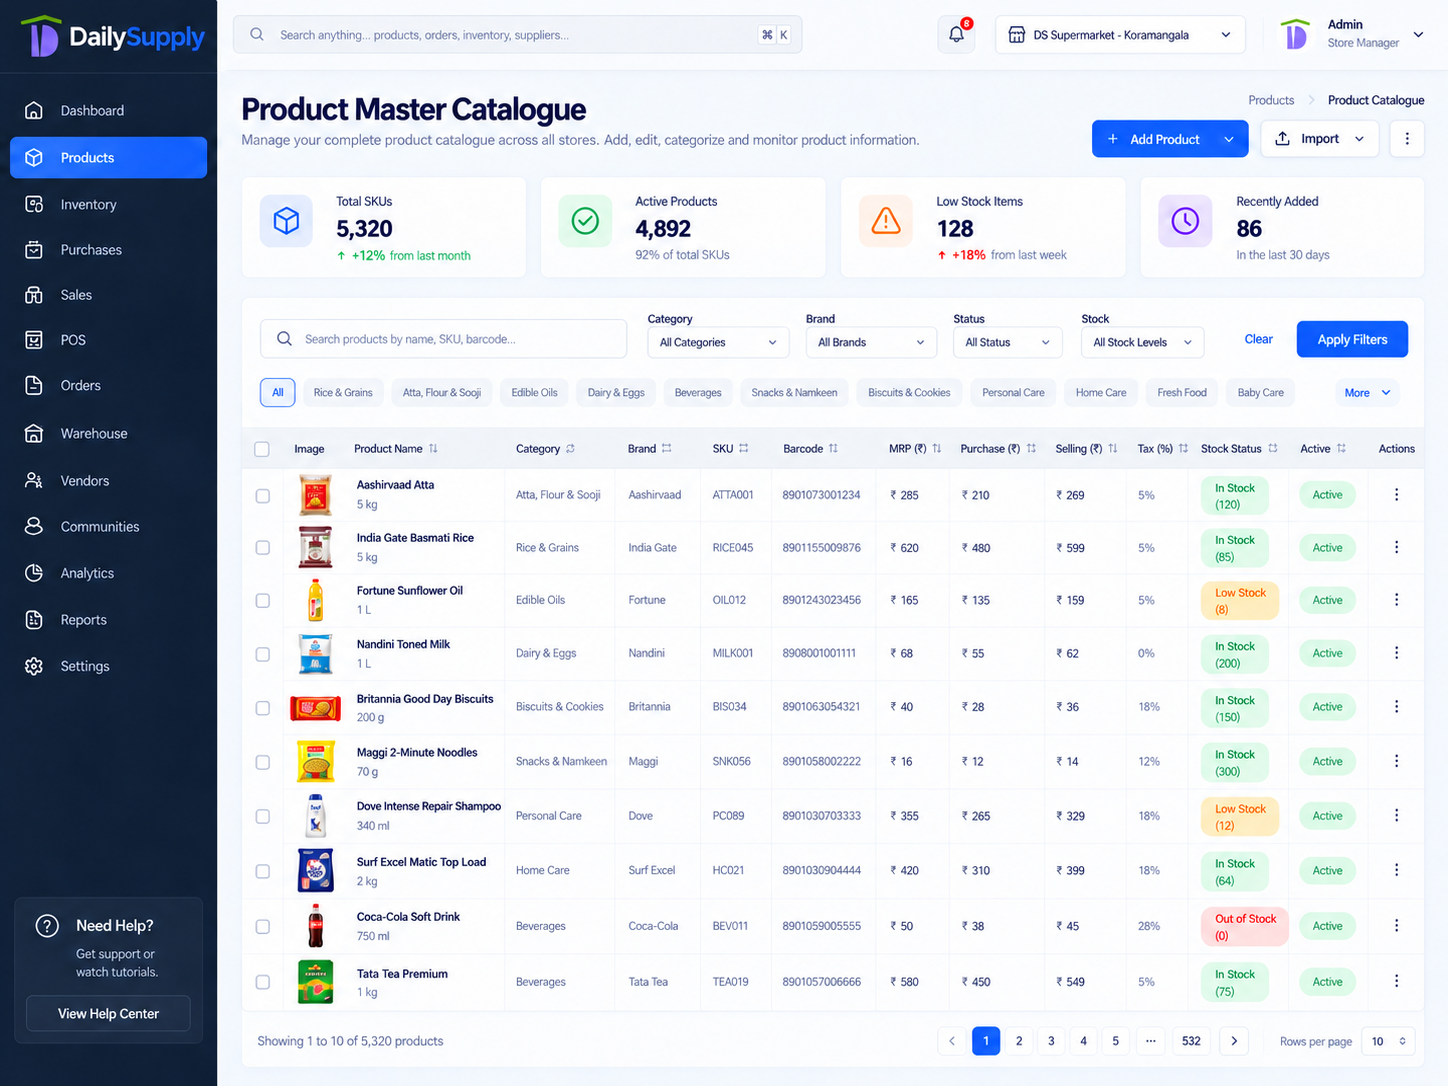 DailySupply
Search anything... products, orders, inventory, suppliers...
⌘ K
8
DS Supermarket - Koramangala
Admin
Store Manager
Dashboard
Products
Inventory
Purchases
Sales
POS
Orders
Warehouse
Vendors
Communities
Analytics
Reports
Settings
Need Help?
Get support or
watch tutorials.
View Help Center
Product Master Catalogue
Manage your complete product catalogue across all stores. Add, edit, categorize and monitor product information.
Products > Product Catalogue
+ Add Product
Import
Total SKUs
5,320
↑ +12% from last month
Active Products
4,892
92% of total SKUs
Low Stock Items
128
↑ +18% from last week
Recently Added
86
In the last 30 days
Search products by name, SKU, barcode...
Category
All Categories
Brand
All Brands
Status
All Status
Stock
All Stock Levels
Clear
Apply Filters
All Rice & Grains Atta, Flour & Sooji Edible Oils Dairy & Eggs Beverages Snacks & Namkeen Biscuits & Cookies Personal Care Home Care Fresh Food Baby Care More
Image Product Name Category Brand SKU Barcode MRP (₹) Purchase (₹) Selling (₹) Tax (%) Stock Status Active Actions
Aashirvaad Atta
5 kg
Atta, Flour & Sooji Aashirvaad ATTA001 8901073001234 ₹ 285 ₹ 210 ₹ 269 5%
In Stock
(120)
Active
India Gate Basmati Rice
5 kg
Rice & Grains India Gate RICE045 8901155009876 ₹ 620 ₹ 480 ₹ 599 5%
In Stock
(85)
Active
Fortune Sunflower Oil
1 L
Edible Oils Fortune OIL012 8901243023456 ₹ 165 ₹ 135 ₹ 159 5%
Low Stock
(8)
Active
Nandini Toned Milk
1 L
Dairy & Eggs Nandini MILK001 8908001001111 ₹ 68 ₹ 55 ₹ 62 0%
In Stock
(200)
Active
Britannia Good Day Biscuits
200 g
Biscuits & Cookies Britannia BIS034 8901063054321 ₹ 40 ₹ 28 ₹ 36 18%
In Stock
(150)
Active
Maggi 2-Minute Noodles
70 g
Snacks & Namkeen Maggi SNK056 8901058002222 ₹ 16 ₹ 12 ₹ 14 12%
In Stock
(300)
Active
Dove Intense Repair Shampoo
340 ml
Personal Care Dove PC089 8901030703333 ₹ 355 ₹ 265 ₹ 329 18%
Low Stock
(12)
Active
Surf Excel Matic Top Load
2 kg
Home Care Surf Excel HC021 8901030904444 ₹ 420 ₹ 310 ₹ 399 18%
In Stock
(64)
Active
Coca-Cola Soft Drink
750 ml
Beverages Coca-Cola BEV011 8901059005555 ₹ 50 ₹ 38 ₹ 45 28%
Out of Stock
(0)
Active
Tata Tea Premium
1 kg
Beverages Tata Tea TEA019 8901057006666 ₹ 580 ₹ 450 ₹ 549 5%
In Stock
(75)
Active
Showing 1 to 10 of 5,320 products
1 2 3 4 5 ... 532
Rows per page 10